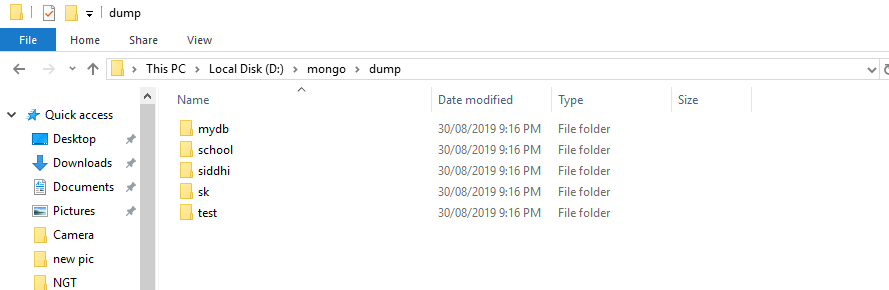 dump
File Home Share View
This PC Local Disk (D:) mongo dump
Name Date modified Type Size
Quick access
Desktop
Downloads
Documents
Pictures
Camera
new pic
NGT
mydb 30/08/2019 9:16 PM File folder
school 30/08/2019 9:16 PM File folder
siddhi 30/08/2019 9:16 PM File folder
sk 30/08/2019 9:16 PM File folder
test 30/08/2019 9:16 PM File folder